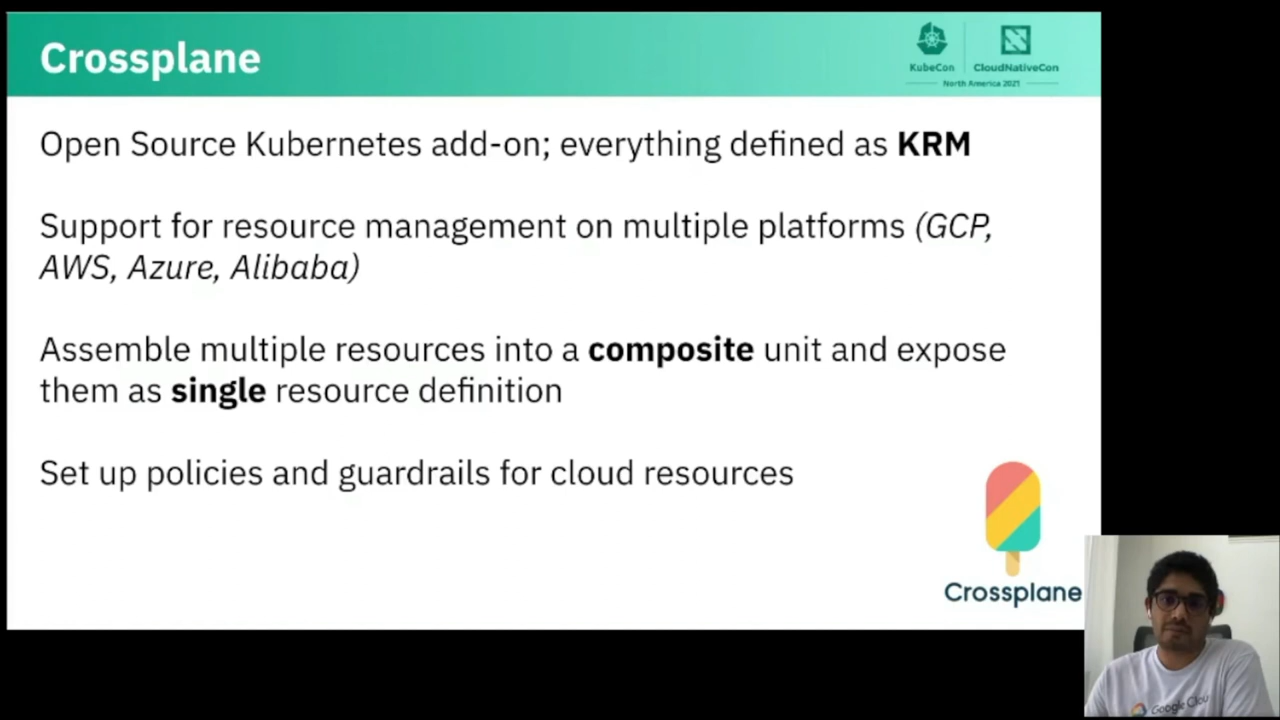 Crossplane
KubeCon
CloudNativeCon
North America 2021
Open Source Kubernetes add-on; everything defined as KRM
Support for resource management on multiple platforms (GCP,
AWS, Azure, Alibaba)
Assemble multiple resources into a composite unit and expose
them as single resource definition
Set up policies and guardrails for cloud resources
Crossplane
Google Clou